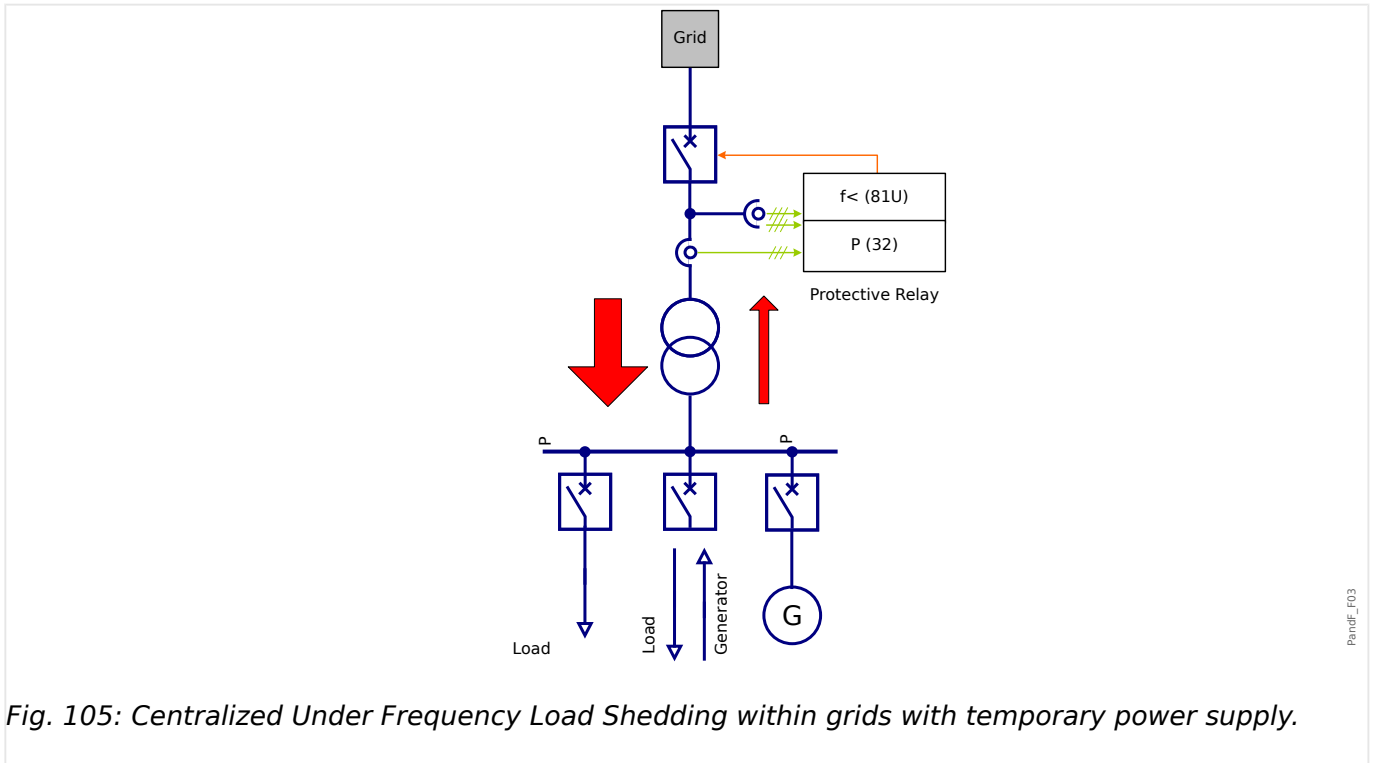 Grid
f< (81U)
P (32)
Protective Relay
P
P
Load
Load
Generator
G
PandF_F03
Fig. 105: Centralized Under Frequency Load Shedding within grids with temporary power supply.